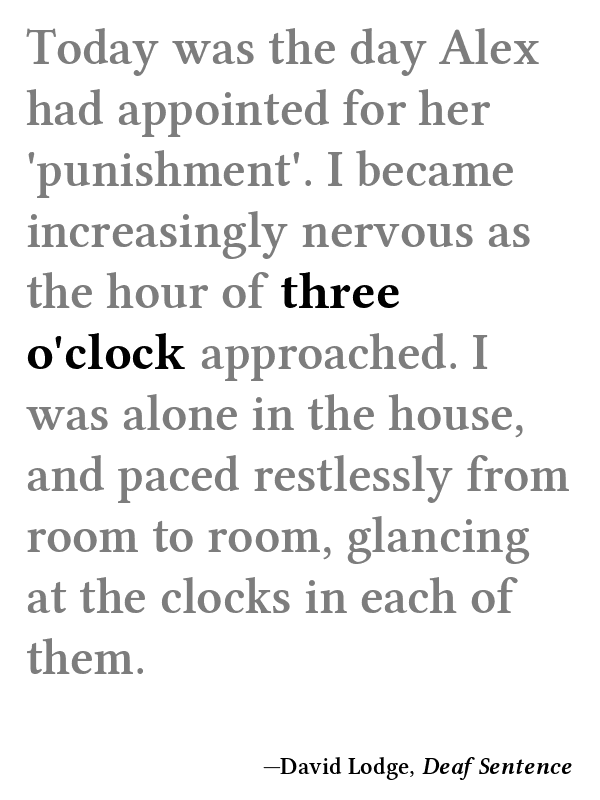 Today was the day Alex
had appointed for her
'punishment'. I became
increasingly nervous as
the hour of three
o'clock approached. I
was alone in the house,
and paced restlessly from
room to room, glancing
at the clocks in each of
them.
—David Lodge, Deaf Sentence